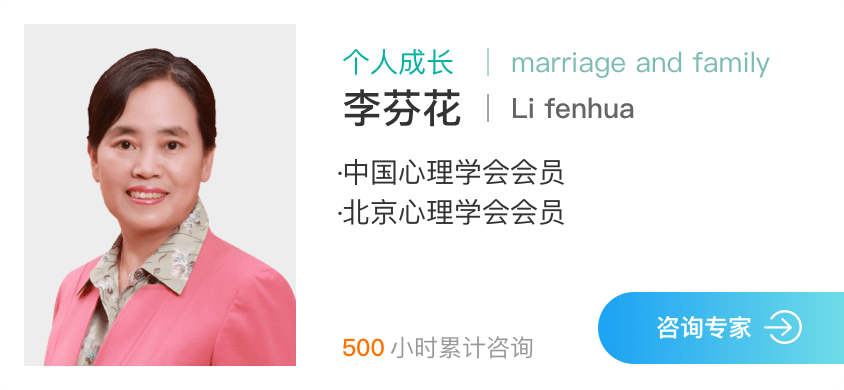 个人成长 | marriage and family
李芬花 | Li fenhua
·中国心理学会会员
·北京心理学会会员
500 小时累计咨询
咨询专家